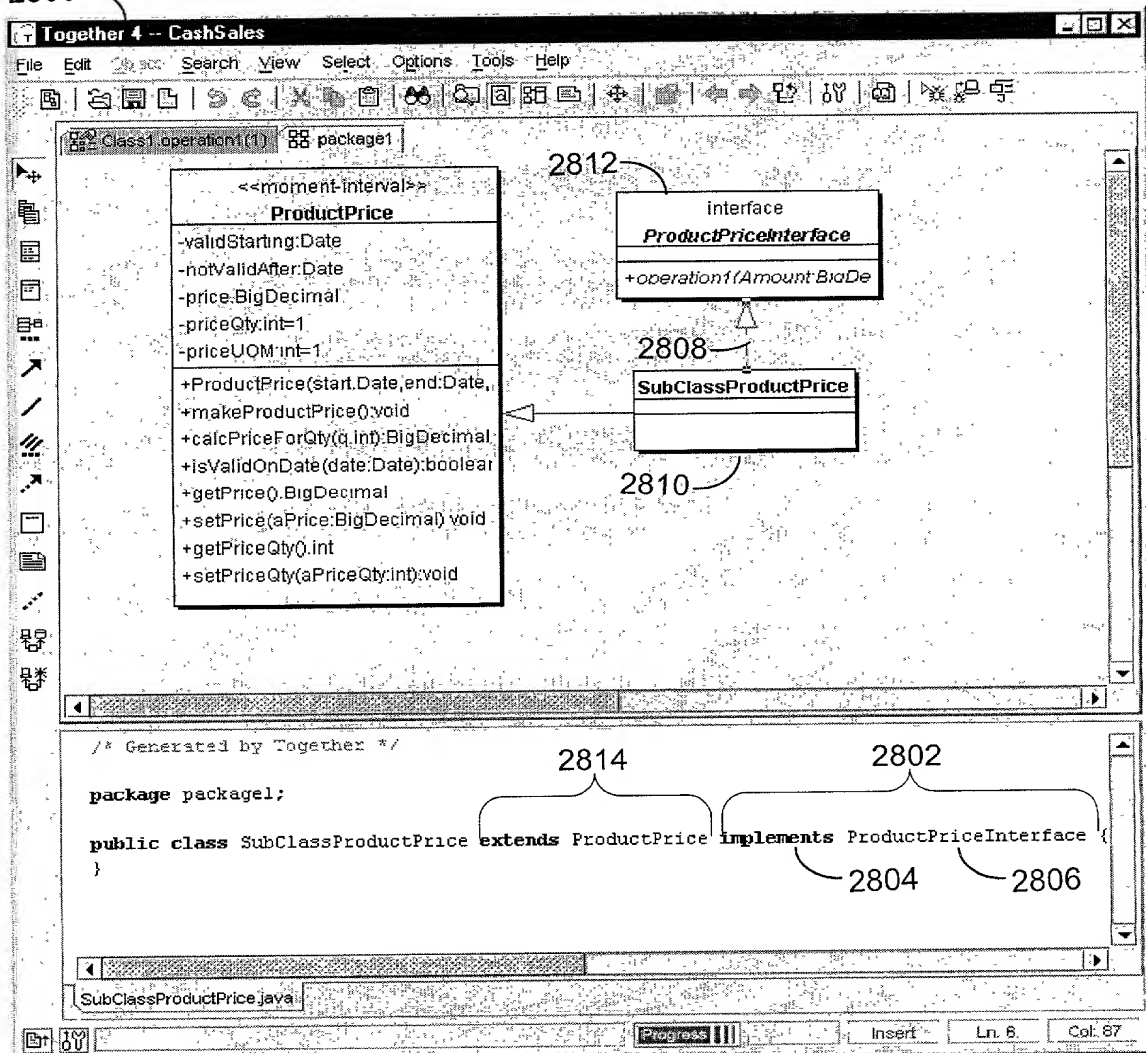 Together 4 -- CashSales
File Edit Search View Select Options Tools Help
Class1.operation1(1) package1
<<moment-interval>>
ProductPrice
-validStarting:Date
-notValidAfter:Date
-price:BigDecimal
-priceQty:int=1
-priceUOM:int=1
+ProductPrice(start:Date,end:Date,
+makeProductPrice():void
+calcPriceForQty(q:int):BigDecimal
+isValidOnDate(date:Date):boolear
+getPrice():BigDecimal
+setPrice(aPrice:BigDecimal):void
+getPriceQty():int
+setPriceQty(aPriceQty:int):void
2812
interface
ProductPriceInterface
+operation1(Amount:BigDe
2808
SubClassProductPrice
2810
/* Generated by Together */
2814 2802
package package1;
public class SubClassProductPrice extends ProductPrice implements ProductPriceInterface {
}
2804 2806
SubClassProductPrice.java
Progress Insert Ln. 6. Col: 87